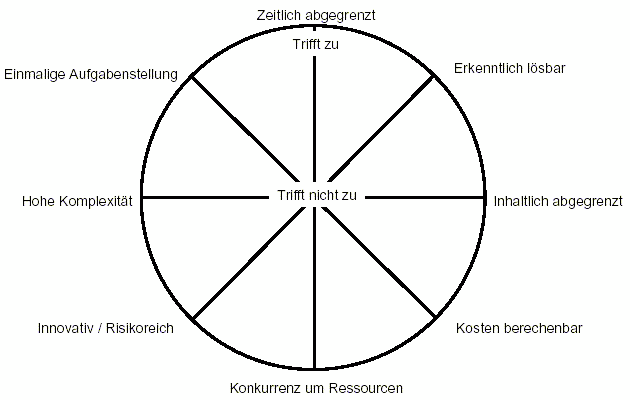 Zeitlich abgegrenzt
Trifft zu
Einmalige Aufgabenstellung
Erkenntlich lösbar
Hohe Komplexität
Trifft nicht zu
Inhaltlich abgegrenzt
Innovativ / Risikoreich
Kosten berechenbar
Konkurrenz um Ressourcen